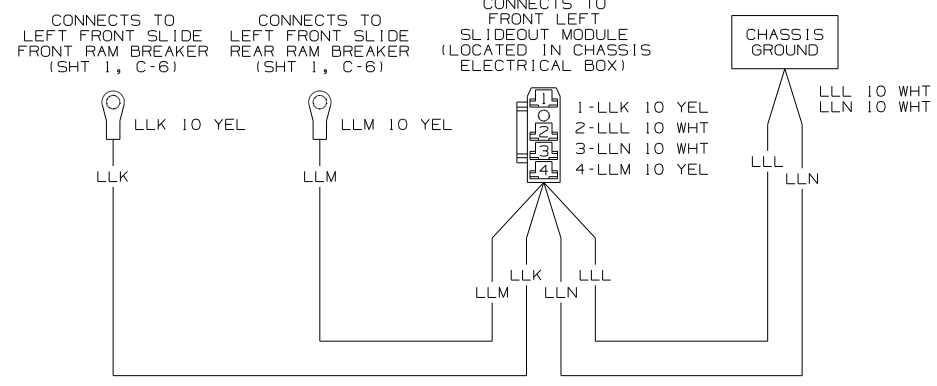 CONNECTS TO
LEFT FRONT SLIDE
FRONT RAM BREAKER
(SHT 1, C-6)
CONNECTS TO
LEFT FRONT SLIDE
REAR RAM BREAKER
(SHT 1, C-6)
CONNECTS TO
FRONT LEFT
SLIDEOUT MODULE
(LOCATED IN CHASSIS
ELECTRICAL BOX)
CHASSIS
GROUND
LLL 10 WHT
LLN 10 WHT
LLK 10 YEL
LLM 10 YEL
1
2
3
4
1-LLK 10 YEL
2-LLL 10 WHT
3-LLN 10 WHT
4-LLM 10 YEL
LLK
LLM
LLL
LLN
LLM
LLK
LLN
LLL